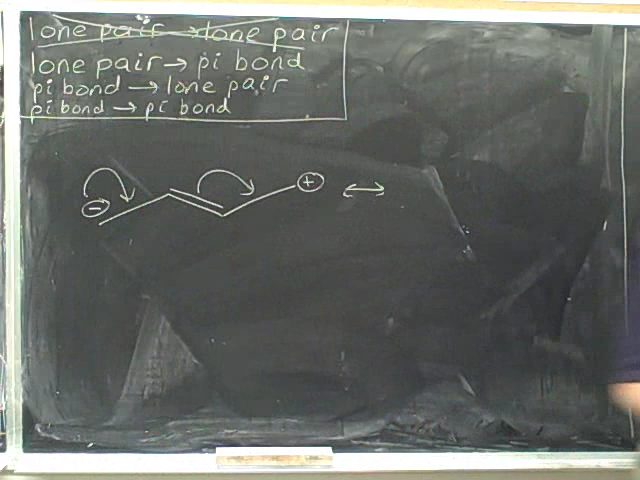 lone pair → lone pair
lone pair → pi bond
pi bond → lone pair
pi bond → pi bond
⊖ ⊕ ↔